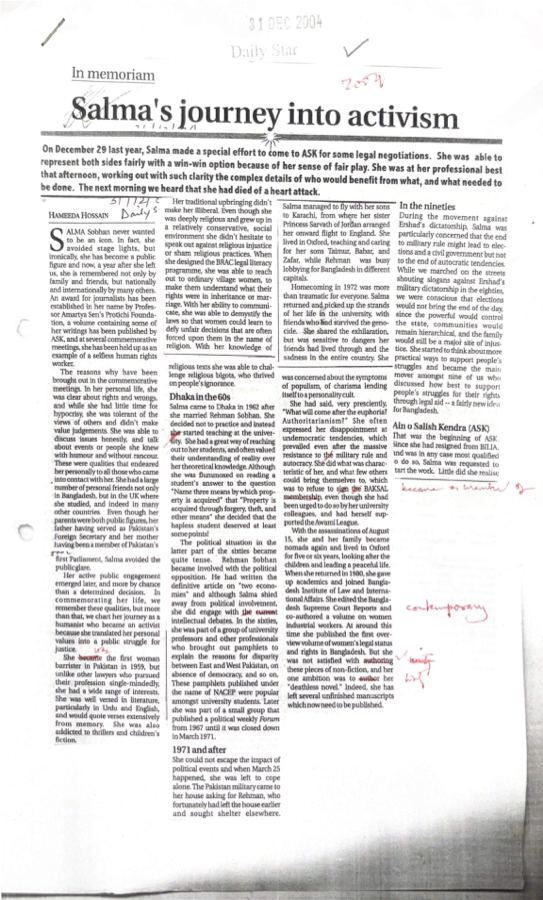 31 DEC 2004
Daily Star
In memoriam
2004
Salma's journey into activism
On December 29 last year, Salma made a special effort to come to ASK for some legal negotiations. She was able to
represent both sides fairly with a win-win option because of her sense of fair play. She was at her professional best
that afternoon, working out with such clarity the complex details of who would benefit from what, and what needed to
be done. The next morning we heard that she had died of a heart attack.
HAMEEDA HOSSAIN
SALMA Sobhan never wanted
to be an icon. In fact, she
avoided stage lights, but
ironically, she has become a public
figure and now, a year after she left
us, she is remembered not only by
family and friends, but nationally
and internationally by many others.
An award for journalists has been
established in her name by Profes-
sor Amartya Sen's Protichi Founda-
tion, a volume containing some of
her writings has been published by
ASK, and at several commemorative
meetings, she has been held up as an
example of a selfless human rights
worker.
The reasons why have been
brought out in the commemorative
meetings. In her personal life, she
was clear about rights and wrongs,
and while she had little time for
hypocrisy, she was tolerant of the
views of others and didn't make
value judgements. She was able to
discuss issues honestly, and talk
about events or people she knew
with humour and without rancour.
These were qualities that endeared
her personally to all those who came
into contact with her. She had a large
number of personal friends not only
in Bangladesh, but in the UK where
she studied, and indeed in many
other countries. Even though her
parents were both public figures, her
father having served as Pakistan's
Foreign Secretary and her mother
having been a member of Pakistan's
first Parliament, Salma avoided the
public glare.
Her active public engagement
emerged later, and more by chance
than a determined decision. In
commemorating her life, we
remember these qualities, but more
than that, we chart her journey as a
humanist who became an activist
because she translated her personal
values into a public struggle for
justice.
She became the first woman
barrister in Pakistan in 1959, but
unlike other lawyers who pursued
their profession single-mindedly,
she had a wide range of interests.
She was well versed in literature,
particularly in Urdu and English,
and would quote verses extensively
from memory. She was also
addicted to thrillers and children's
fiction.
Her traditional upbringing didn't
make her illiberal. Even though she
was deeply religious and grew up in
a relatively conservative, social
environment she didn't hesitate to
speak out against religious injustice
or sham religious practices. When
she designed the BRAC legal literacy
programme, she was able to reach
out to ordinary village women, to
make them understand what their
rights were in inheritance or mar-
riage. With her ability to communi-
cate, she was able to demystify the
laws so that women could learn to
defy unfair decisions that are often
forced upon them in the name of
religion. With her knowledge of
religious texts she was able to chal-
lenge religious bigots, who thrived
on people's ignorance.
Dhaka in the 60s
Salma came to Dhaka in 1962 after
she married Rehman Sobhan. She
decided not to practice and instead
she started teaching at the univer-
sity. She had a great way of reaching
out to her students, and often valued
their understanding of reality over
her theoretical knowledge. Although
she was flummoxed on reading a
student's answer to the question
"Name three means by which prop-
erty is acquired" that "Property is
acquired through forgery, theft, and
other means" she decided that the
hapless student deserved at least
some points!
The political situation in the
latter part of the sixties became
quite tense. Rehman Sobhan
became involved with the political
opposition. He had written the
definitive article on "two econo-
mies" and although Salma shied
away from political involvement,
she did engage with the current
intellectual debates. In the sixties,
she was part of a group of university
professors and other professionals
who brought out pamphlets to
explain the reasons for disparity
between East and West Pakistan, on
absence of democracy, and so on.
These pamphlets published under
the name of NACEP were popular
amongst university students. Later
she was part of a small group that
published a political weekly Forum
from 1967 until it was closed down
in March 1971.
1971 and after
She could not escape the impact of
political events and when March 25
happened, she was left to cope
alone. The Pakistan military came to
her house asking for Rehman, who
fortunately had left the house earlier
and sought shelter elsewhere.
Salma managed to fly with her sons
to Karachi, from where her sister
Princess Sarvath of Jordan arranged
her onward flight to England. She
lived in Oxford, teaching and caring
for her sons Taimur, Babar, and
Zafar, while Rehman was busy
lobbying for Bangladesh in different
capitals.
Homecoming in 1972 was more
than traumatic for everyone. Salma
returned and picked up the strands
of her life in the university, with
friends who had survived the geno-
cide. She shared the exhilaration,
but was sensitive to dangers her
friends had lived through and the
sadness in the entire country. She
was concerned about the symptoms
of populism, of charisma lending
itself to a personality cult.
She had said, very presciently,
"What will come after the euphoria?
Authoritarianism?" She often
expressed her disappointment at
undemocratic tendencies, which
prevailed even after the massive
resistance to the military rule and
autocracy. She did what was charac-
teristic of her, and what few others
could bring themselves to, which
was to refuse to sign the BAKSAL
membership, even though she had
been urged to do so by her university
colleagues, and had herself sup-
ported the Awami League.
With the assassinations of August
15, she and her family became
nomads again and lived in Oxford
for five or six years, looking after the
children and leading a peaceful life.
When she returned in 1980, she gave
up academics and joined Bangla-
desh Institute of Law and Interna-
tional Affairs. She edited the Bangla-
desh Supreme Court Reports and
co-authored a volume on women
industrial workers. At around this
time she published the first over-
view volume of women's legal status
and rights in Bangladesh. But she
was not satisfied with authoring
these pieces of non-fiction, and her
one ambition was to author her
"deathless novel." Indeed, she has
left several unfinished manuscripts
which now need to be published.
In the nineties
During the movement against
Ershad's dictatorship, Salma was
particularly concerned that the end
to military rule might lead to elec-
tions and a civil government but not
to the end of autocratic tendencies.
While we marched on the streets
shouting slogans against Ershad's
military dictatorship in the eighties,
we were conscious that elections
would not bring the end of the day,
since the powerful would control
the state, communities would
remain hierarchical, and the family
would still be a major site of injus-
tice. She started to think about more
practical ways to support people's
struggles and became the main
mover amongst nine of us who
discussed how best to support
people's struggles for their rights
through legal aid -- a fairly new idea
for Bangladesh.
Ain o Salish Kendra (ASK)
That was the beginning of ASK
since she had resigned from BILIA,
and was in any case most qualified
to do so, Salma was requested to
start the work. Little did she realise
become a member of
contemporary